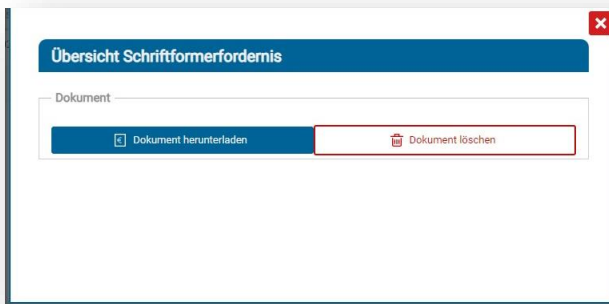 Übersicht Schriftformerfordernis
Dokument
Dokument herunterladen
Dokument löschen